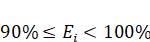 90% ≤ E_i < 100%